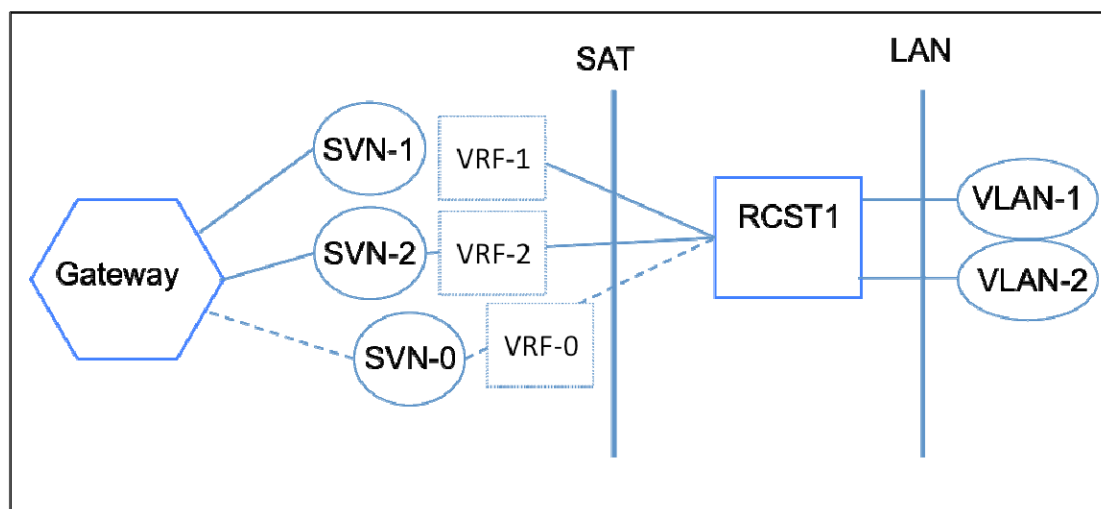 SAT
LAN
SVN-1
VRF-1
Gateway
SVN-2
VRF-2
RCST1
VLAN-1
VLAN-2
SVN-0
VRF-0